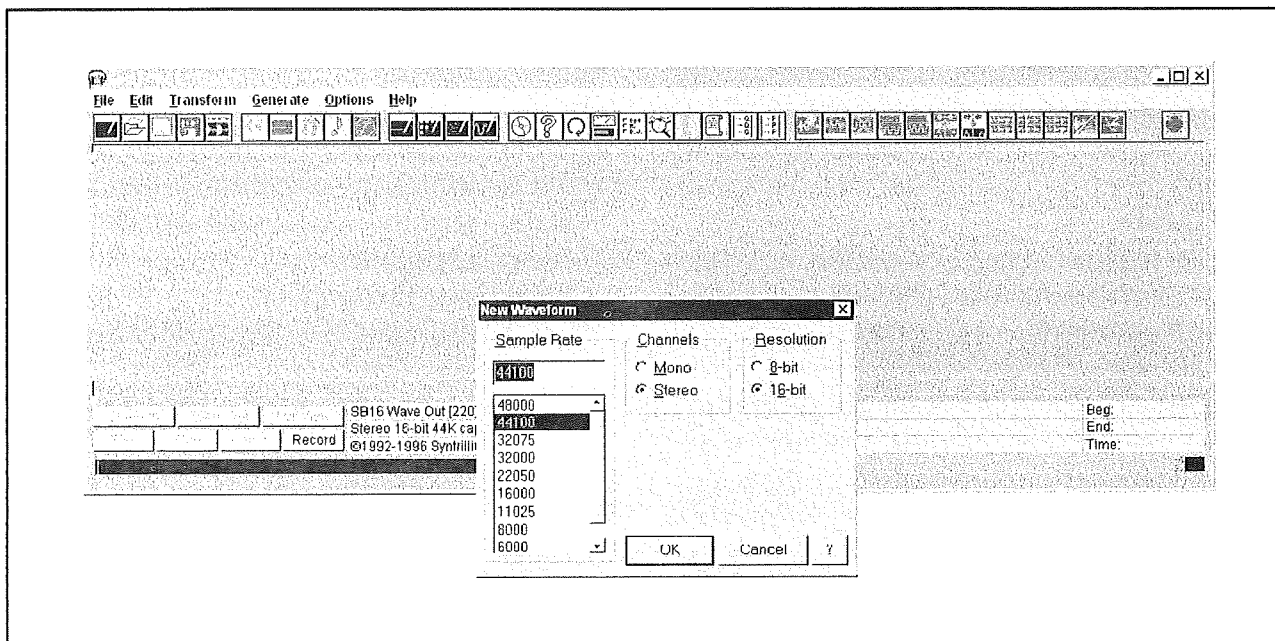 File Edit Transform Generate Options Help
New Waveform
Sample Rate
44100
48000
44100
32075
32000
22050
16000
11025
8000
6000
Channels
Mono
Stereo
Resolution
8-bit
16-bit
OK Cancel ?
SB16 Wave Out [220
Stereo 16-bit 44K cap
©1992-1996 Syntrilli
Record
Beg:
End:
Time: